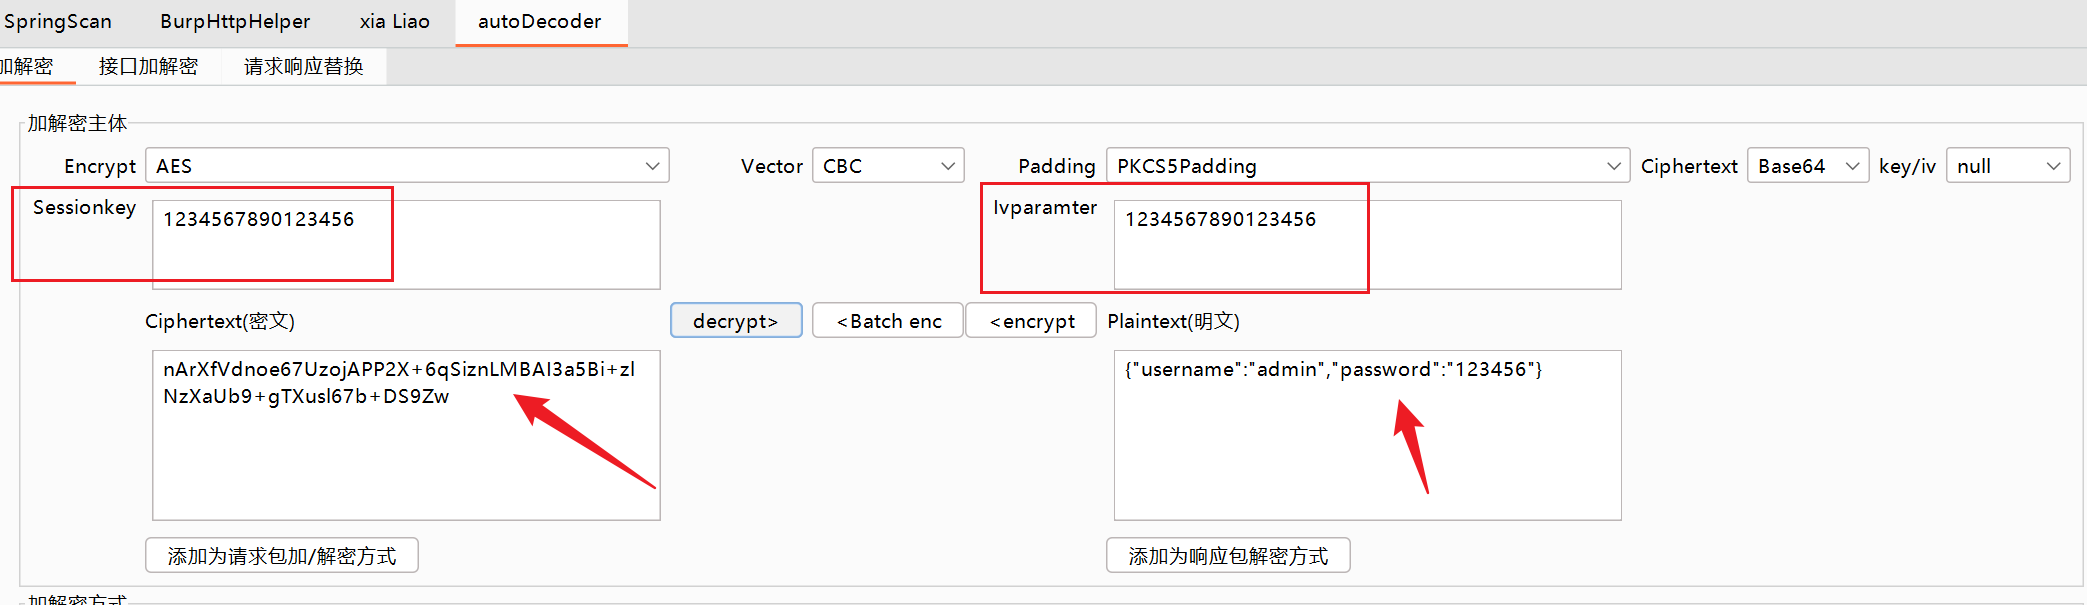 SpringScan BurpHttpHelper xia Liao autoDecoder
加解密 接口加解密 请求响应替换
加解密主体
Encrypt AES Vector CBC Padding PKCS5Padding Ciphertext Base64 key/iv null
Sessionkey 1234567890123456 Ivparamter 1234567890123456
Ciphertext(密文) decrypt> <Batch enc <encrypt Plaintext(明文)
nArXfVdnoe67UzojAPP2X+6qSiznLMBAI3a5Bi+zl {"username":"admin","password":"123456"}
NzXaUb9+gTXusl67b+DS9Zw
添加为请求包加/解密方式 添加为响应包解密方式
加解密方式